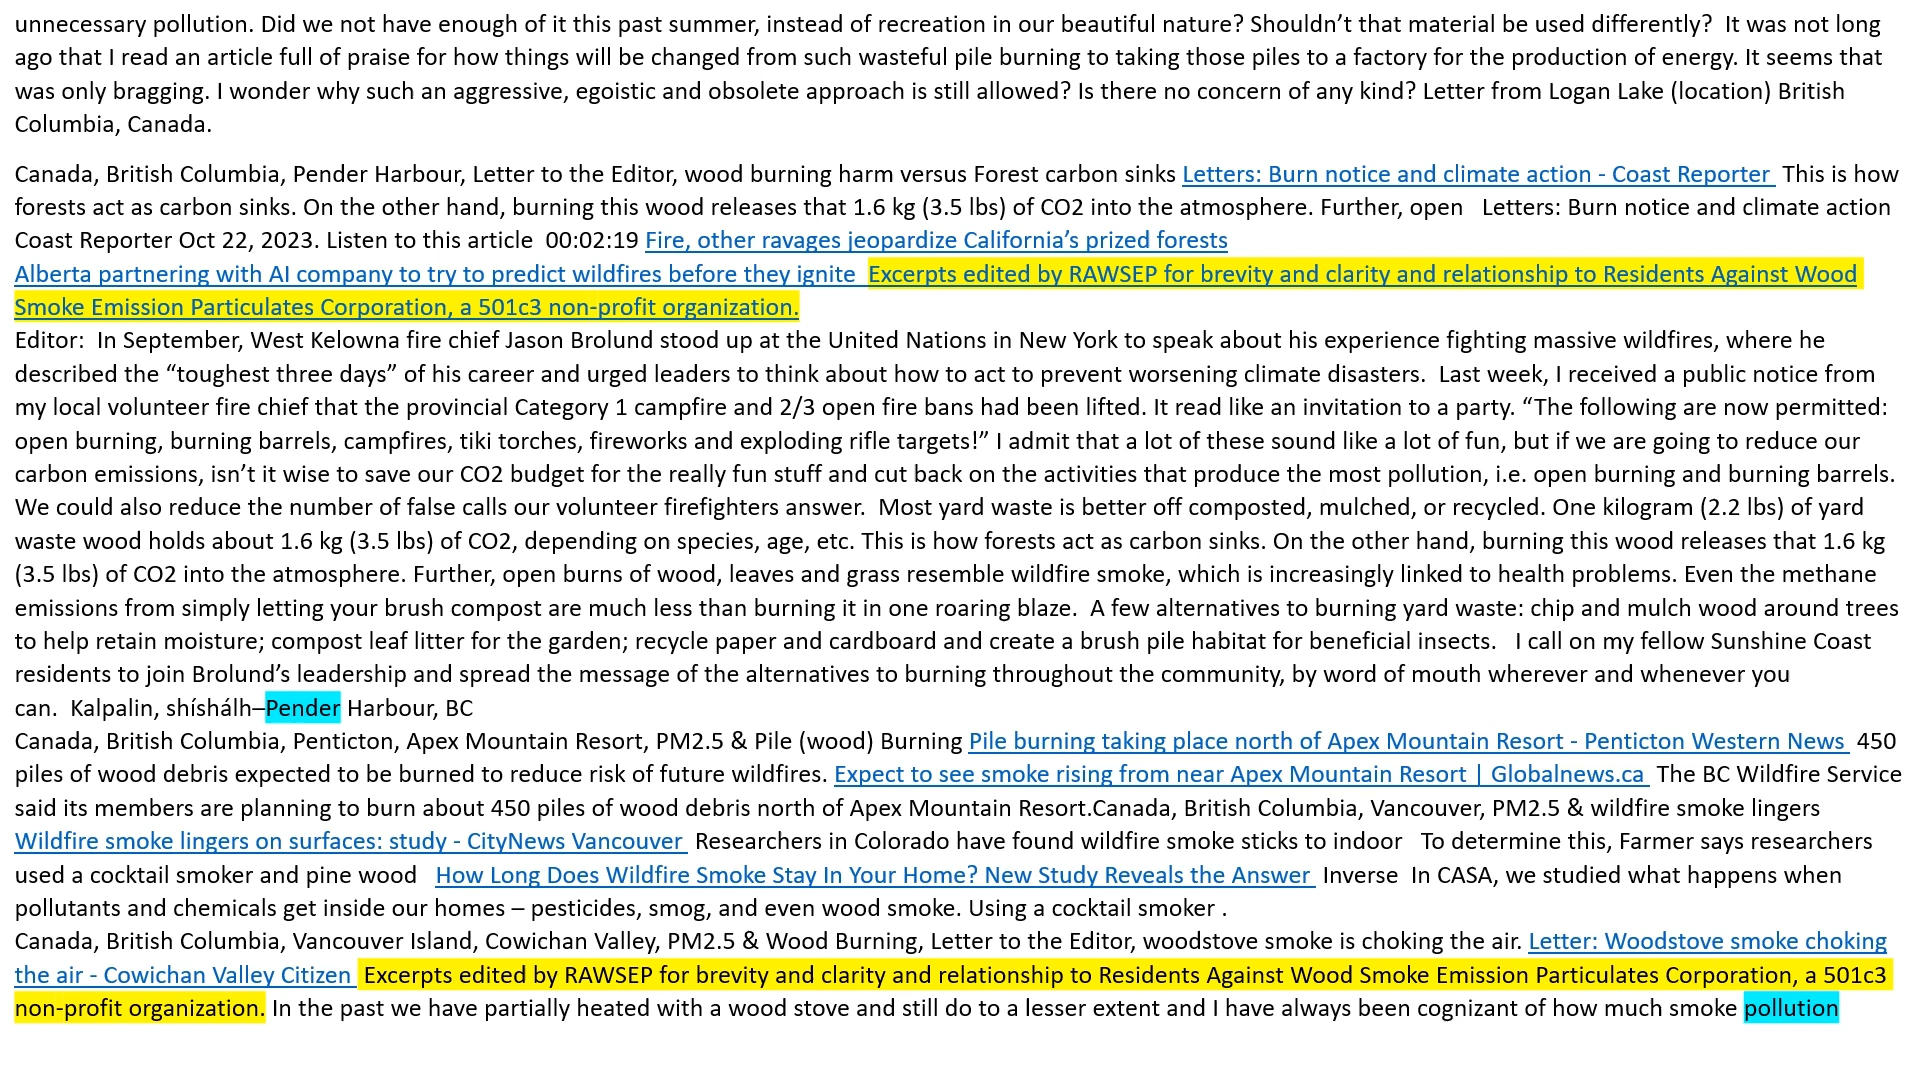 unnecessary pollution. Did we not have enough of it this past summer, instead of recreation in our beautiful nature? Shouldn’t that material be used differently?  It was not long
ago that I read an article full of praise for how things will be changed from such wasteful pile burning to taking those piles to a factory for the production of energy. It seems that
was only bragging. I wonder why such an aggressive, egoistic and obsolete approach is still allowed? Is there no concern of any kind? Letter from Logan Lake (location) British
Columbia, Canada.
Canada, British Columbia, Pender Harbour, Letter to the Editor, wood burning harm versus Forest carbon sinks Letters: Burn notice and climate action - Coast Reporter  This is how
forests act as carbon sinks. On the other hand, burning this wood releases that 1.6 kg (3.5 lbs) of CO2 into the atmosphere. Further, open   Letters: Burn notice and climate action
Coast Reporter Oct 22, 2023. Listen to this article  00:02:19 Fire, other ravages jeopardize California’s prized forests
Alberta partnering with AI company to try to predict wildfires before they ignite  Excerpts edited by RAWSEP for brevity and clarity and relationship to Residents Against Wood
Smoke Emission Particulates Corporation, a 501c3 non-profit organization.
Editor:  In September, West Kelowna fire chief Jason Brolund stood up at the United Nations in New York to speak about his experience fighting massive wildfires, where he
described the “toughest three days” of his career and urged leaders to think about how to act to prevent worsening climate disasters.  Last week, I received a public notice from
my local volunteer fire chief that the provincial Category 1 campfire and 2/3 open fire bans had been lifted. It read like an invitation to a party. “The following are now permitted:
open burning, burning barrels, campfires, tiki torches, fireworks and exploding rifle targets!” I admit that a lot of these sound like a lot of fun, but if we are going to reduce our
carbon emissions, isn’t it wise to save our CO2 budget for the really fun stuff and cut back on the activities that produce the most pollution, i.e. open burning and burning barrels.
We could also reduce the number of false calls our volunteer firefighters answer.  Most yard waste is better off composted, mulched, or recycled. One kilogram (2.2 lbs) of yard
waste wood holds about 1.6 kg (3.5 lbs) of CO2, depending on species, age, etc. This is how forests act as carbon sinks. On the other hand, burning this wood releases that 1.6 kg
(3.5 lbs) of CO2 into the atmosphere. Further, open burns of wood, leaves and grass resemble wildfire smoke, which is increasingly linked to health problems. Even the methane
emissions from simply letting your brush compost are much less than burning it in one roaring blaze.  A few alternatives to burning yard waste: chip and mulch wood around trees
to help retain moisture; compost leaf litter for the garden; recycle paper and cardboard and create a brush pile habitat for beneficial insects.   I call on my fellow Sunshine Coast
residents to join Brolund’s leadership and spread the message of the alternatives to burning throughout the community, by word of mouth wherever and whenever you
can.  Kalpalin, shíshálh–Pender Harbour, BC
Canada, British Columbia, Penticton, Apex Mountain Resort, PM2.5 & Pile (wood) Burning Pile burning taking place north of Apex Mountain Resort - Penticton Western News  450
piles of wood debris expected to be burned to reduce risk of future wildfires. Expect to see smoke rising from near Apex Mountain Resort | Globalnews.ca  The BC Wildfire Service
said its members are planning to burn about 450 piles of wood debris north of Apex Mountain Resort.Canada, British Columbia, Vancouver, PM2.5 & wildfire smoke lingers
Wildfire smoke lingers on surfaces: study - CityNews Vancouver  Researchers in Colorado have found wildfire smoke sticks to indoor   To determine this, Farmer says researchers
used a cocktail smoker and pine wood   How Long Does Wildfire Smoke Stay In Your Home? New Study Reveals the Answer  Inverse  In CASA, we studied what happens when
pollutants and chemicals get inside our homes – pesticides, smog, and even wood smoke. Using a cocktail smoker .
Canada, British Columbia, Vancouver Island, Cowichan Valley, PM2.5 & Wood Burning, Letter to the Editor, woodstove smoke is choking the air. Letter: Woodstove smoke choking
the air - Cowichan Valley Citizen  Excerpts edited by RAWSEP for brevity and clarity and relationship to Residents Against Wood Smoke Emission Particulates Corporation, a 501c3
non-profit organization. In the past we have partially heated with a wood stove and still do to a lesser extent and I have always been cognizant of how much smoke pollution